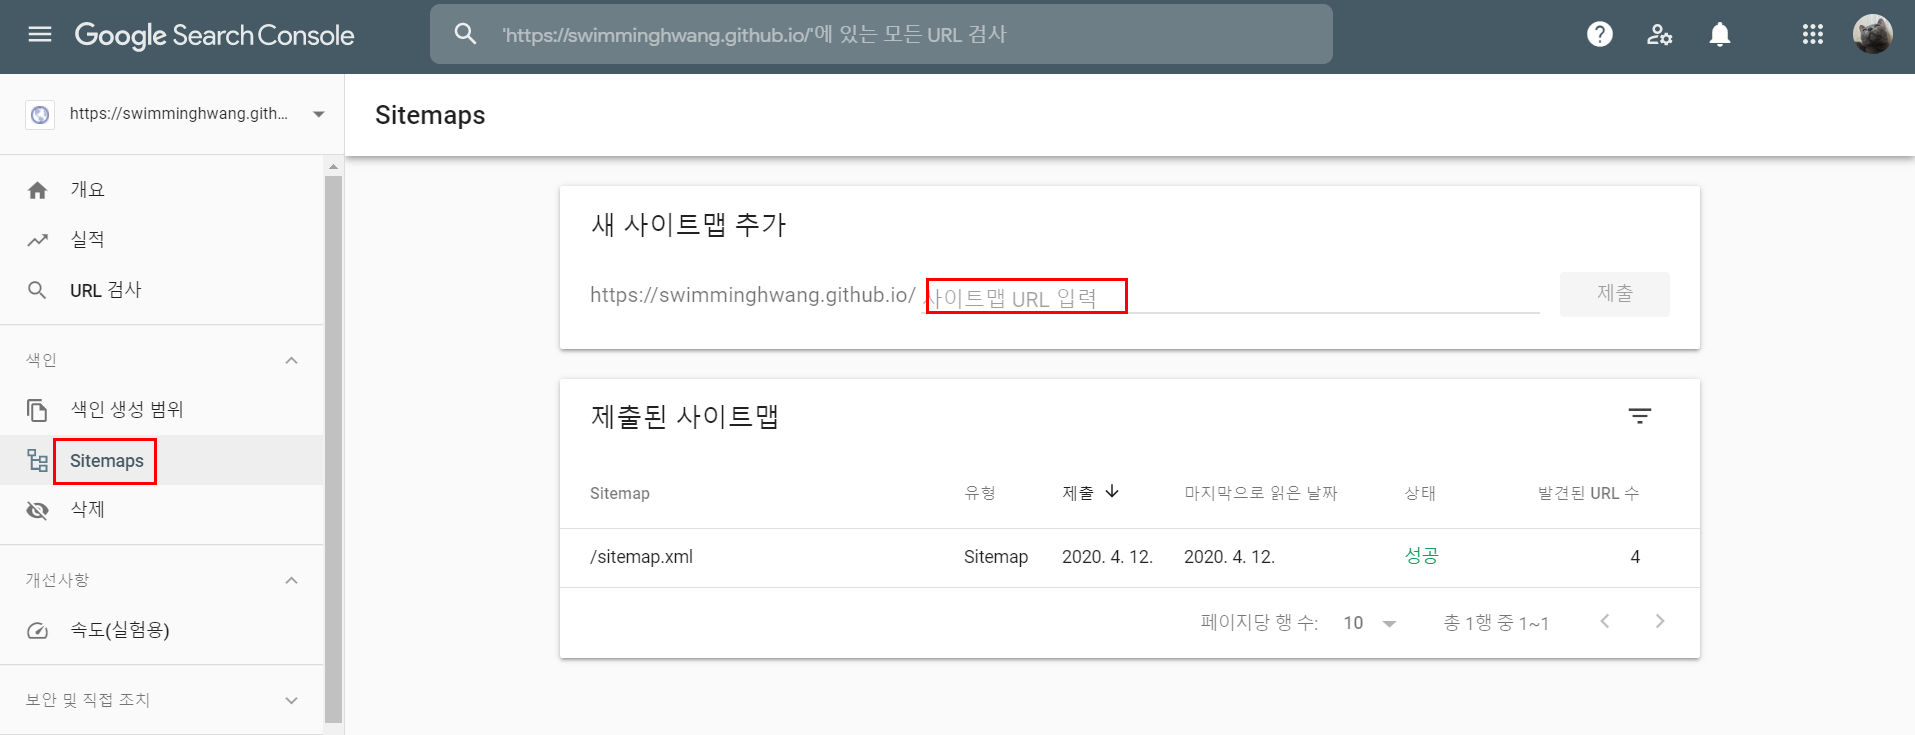 Google Search Console
'https://swimminghwang.github.io/'에 있는 모든 URL 검사
https://swimminghwang.gith...
Sitemaps
개요
실적
URL 검사
색인
색인 생성 범위
Sitemaps
삭제
개선사항
속도(실험용)
보안 및 직접 조치
새 사이트맵 추가
https://swimminghwang.github.io/ 사이트맵 URL 입력
제출
제출된 사이트맵
Sitemap 유형 제출 마지막으로 읽은 날짜 상태 발견된 URL 수
/sitemap.xml Sitemap 2020. 4. 12. 2020. 4. 12. 성공 4
페이지당 행 수: 10 총 1행 중 1~1